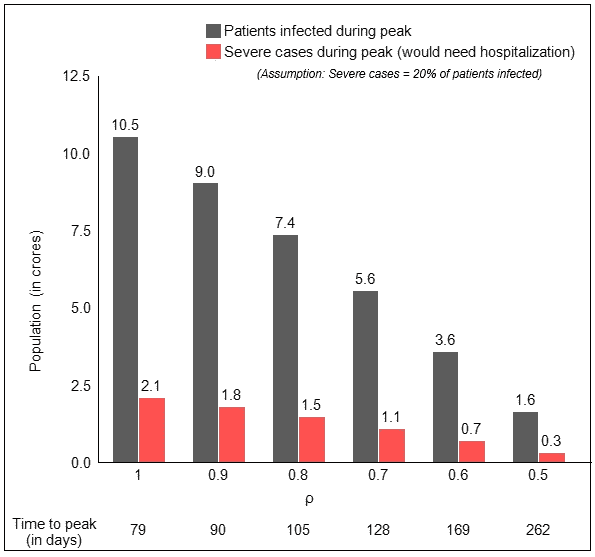 Patients infected during peak
Severe cases during peak (would need hospitalization)
(Assumption: Severe cases = 20% of patients infected)
12.5
10.0
7.5
5.0
2.5
0.0
Population (in crores)
10.5
2.1
9.0
1.8
7.4
1.5
5.6
1.1
3.6
0.7
1.6
0.3
1 0.9 0.8 0.7 0.6 0.5
ρ
Time to peak
(in days)
79 90 105 128 169 262